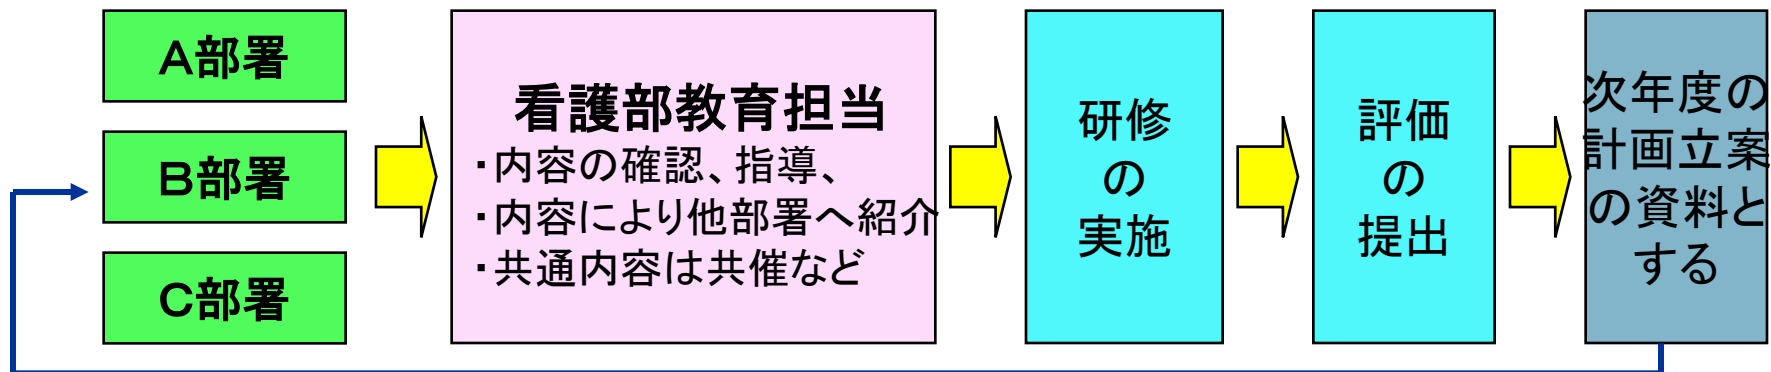 A部署
B部署
C部署
看護部教育担当
・内容の確認、指導、
・内容により他部署へ紹介
・共通内容は共催など
研修
の
実施
評価
の
提出
次年度の
計画立案
の資料と
する